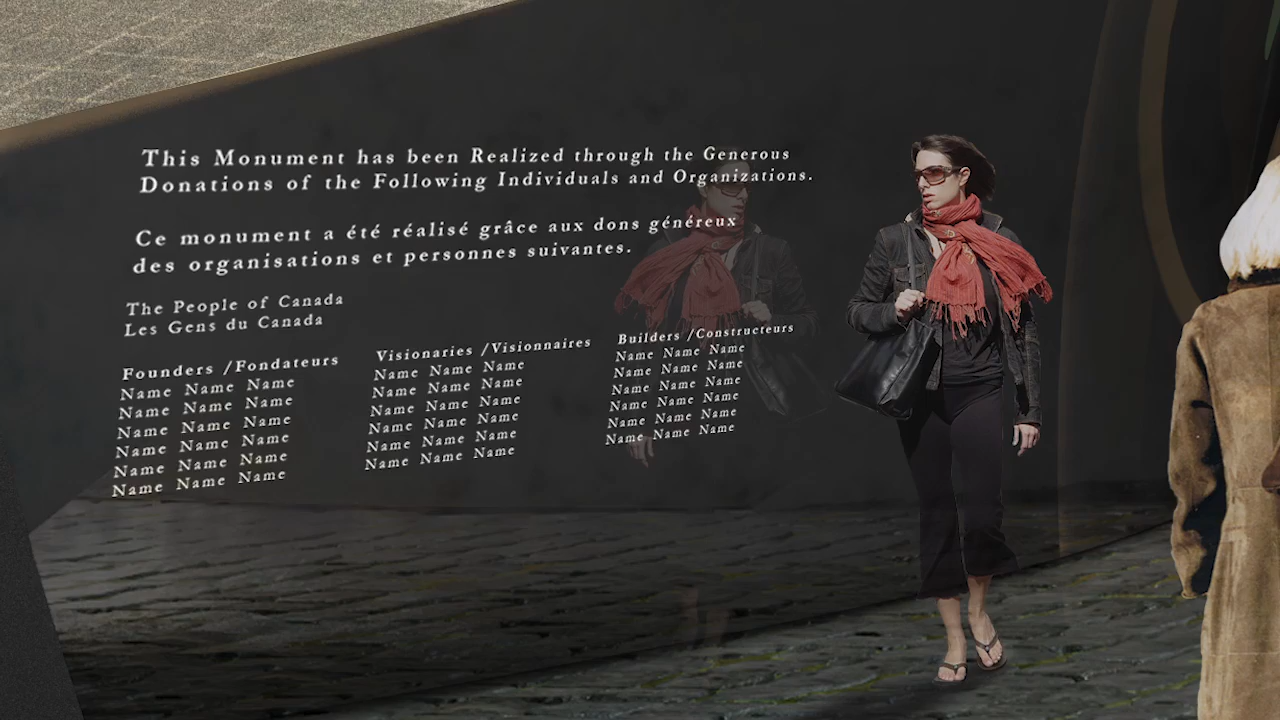 This Monument has been Realized through the Generous
Donations of the Following Individuals and Organizations.
Ce monument a été réalisé grâce aux dons généreux
des organisations et personnes suivantes.
The People of Canada
Les Gens du Canada
Founders /Fondateurs
Name Name Name
Name Name Name
Name Name Name
Name Name Name
Name Name Name
Name Name Name
Visionaries /Visionnaires
Name Name Name
Name Name Name
Name Name Name
Name Name Name
Name Name Name
Name Name Name
Builders /Constructeurs
Name Name Name
Name Name Name
Name Name Name
Name Name Name
Name Name Name
Name Name Name